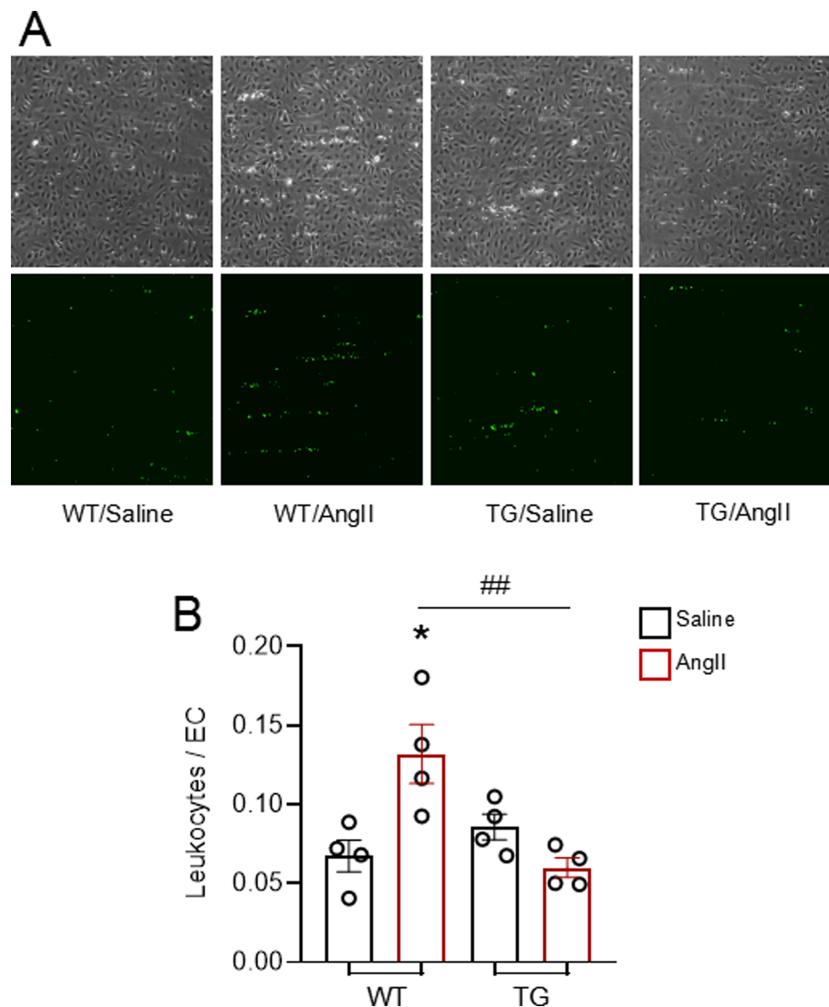 A
WT/Saline WT/AngII TG/Saline TG/AngII
B
##
*
Saline
AngII
Leukocytes / EC
0.20
0.15
0.10
0.05
0.00
WT TG